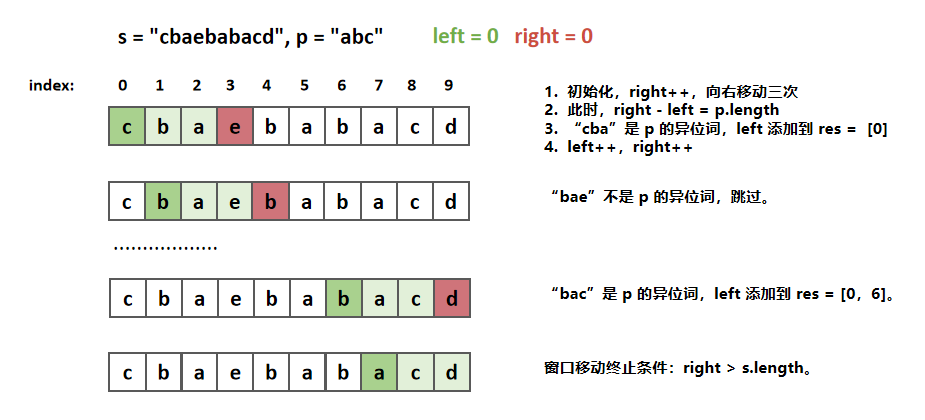 s = "cbaebabacd", p = "abc" left = 0 right = 0
index: 0 1 2 3 4 5 6 7 8 9
c b a e b a b a c d
1. 初始化，right++，向右移动三次
2. 此时，right - left = p.length
3. “cba”是 p 的异位词，left 添加到 res = [0]
4. left++，right++
c b a e b a b a c d
“bae”不是 p 的异位词，跳过。
..................
c b a e b a b a c d
“bac”是 p 的异位词，left 添加到 res = [0，6]。
c b a e b a b a c d
窗口移动终止条件：right > s.length。